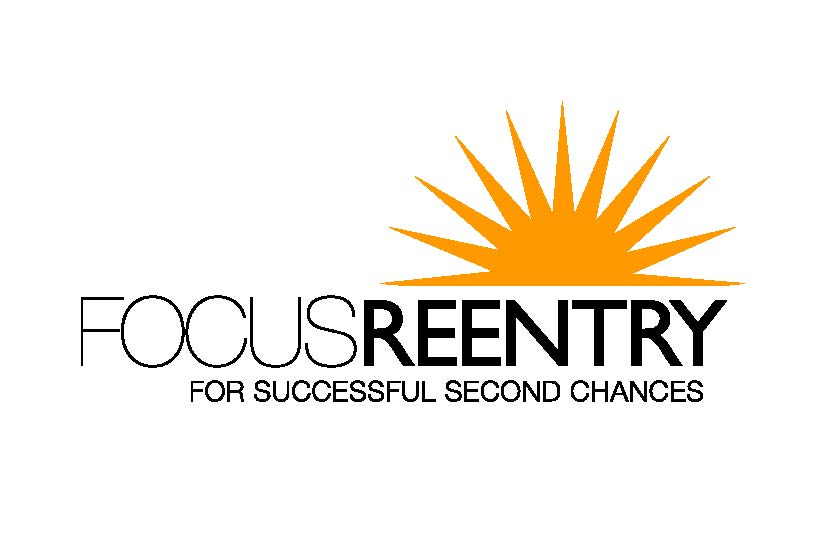 FOCUSREENTRY
FOR SUCCESSFUL SECOND CHANCES